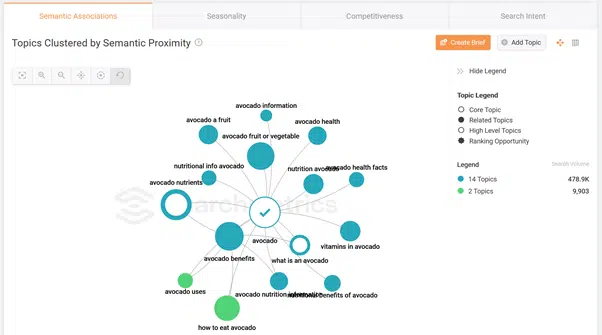 Semantic Associations
Seasonality
Competitiveness
Search Intent
Topics Clustered by Semantic Proximity
Create Brief
Add Topic
Hide Legend
Topic Legend
Core Topic
Related Topics
High Level Topics
Ranking Opportunity
Legend
Search Volume
14 Topics
478.9K
2 Topics
9,903
avocado information
avocado a fruit
avocado health
avocado fruit or vegetable
nutritional info avocado
nutrition avocado
avocado health facts
avocado nutrients
searchmetrics
avocado
vitamins in avocado
avocado benefits
what is an avocado
avocado uses
avocado nutrition information
nutritional benefits of avocado
how to eat avocado